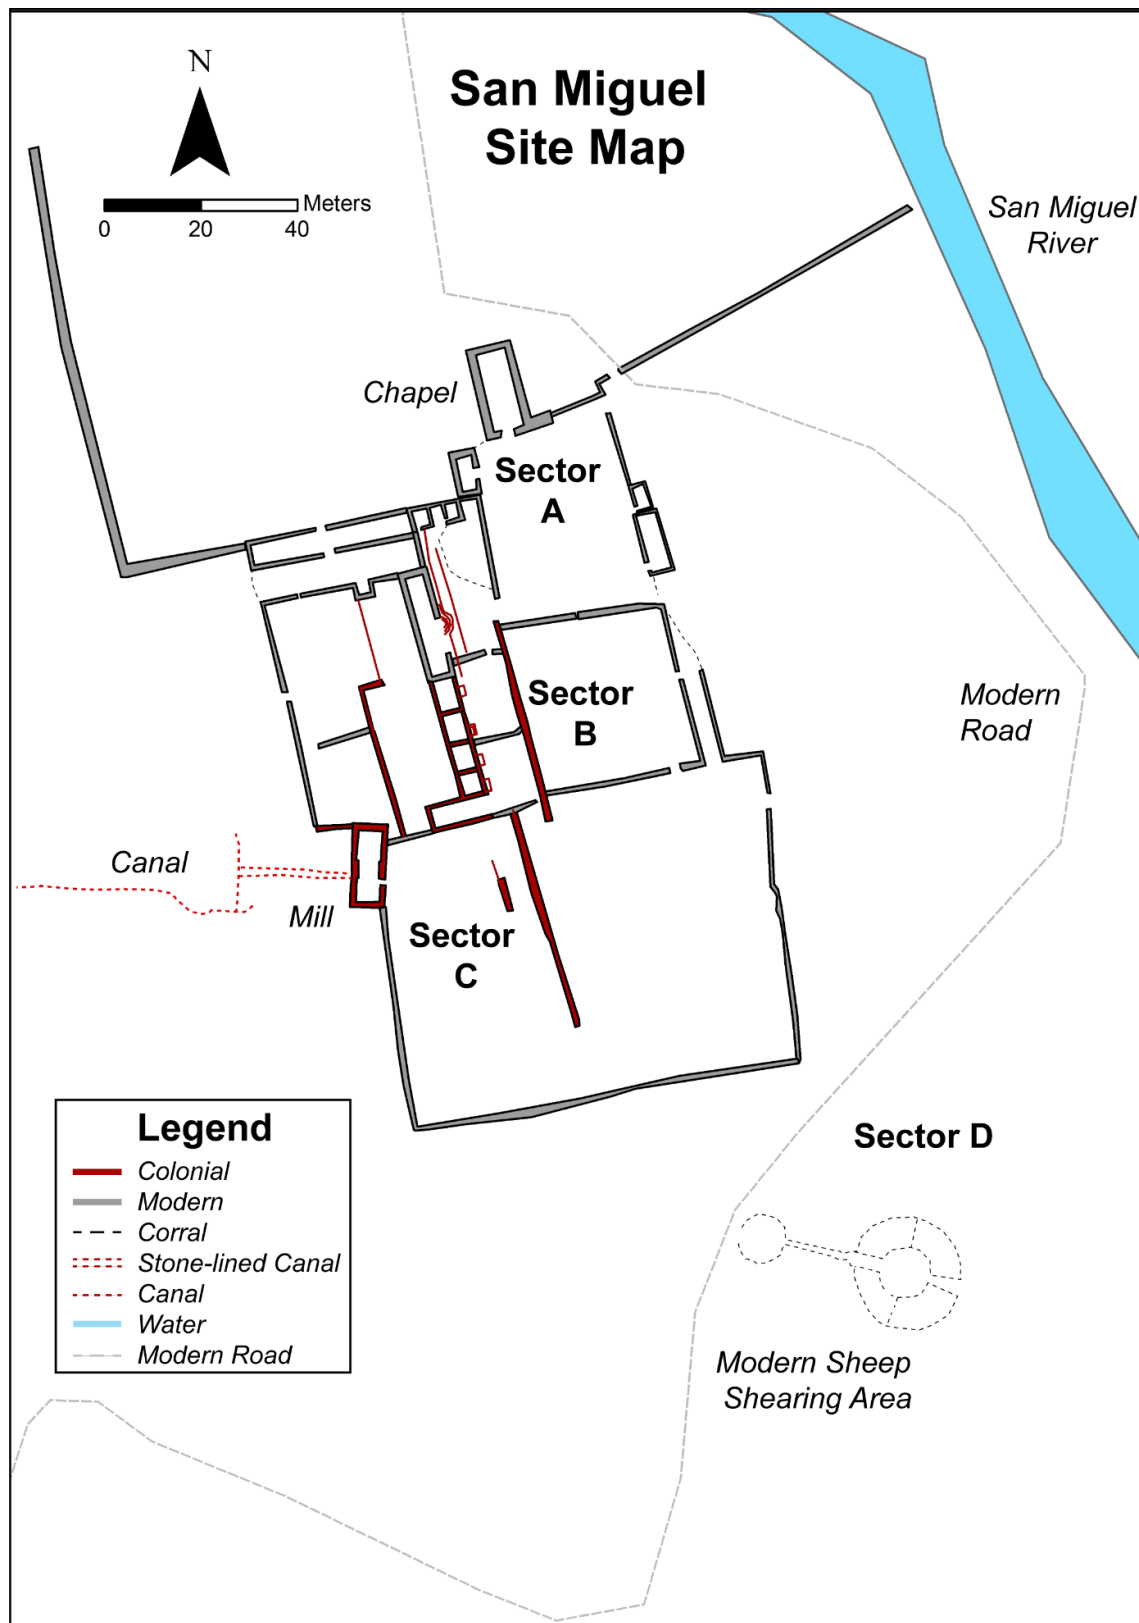 N
San Miguel
Site Map
Meters
0 20 40
San Miguel
River
Chapel
Sector
A
Sector
B
Modern
Road
Canal
Mill
Sector
C
Legend
Colonial
Modern
Corral
Stone-lined Canal
Canal
Water
Modern Road
Sector D
Modern Sheep
Shearing Area